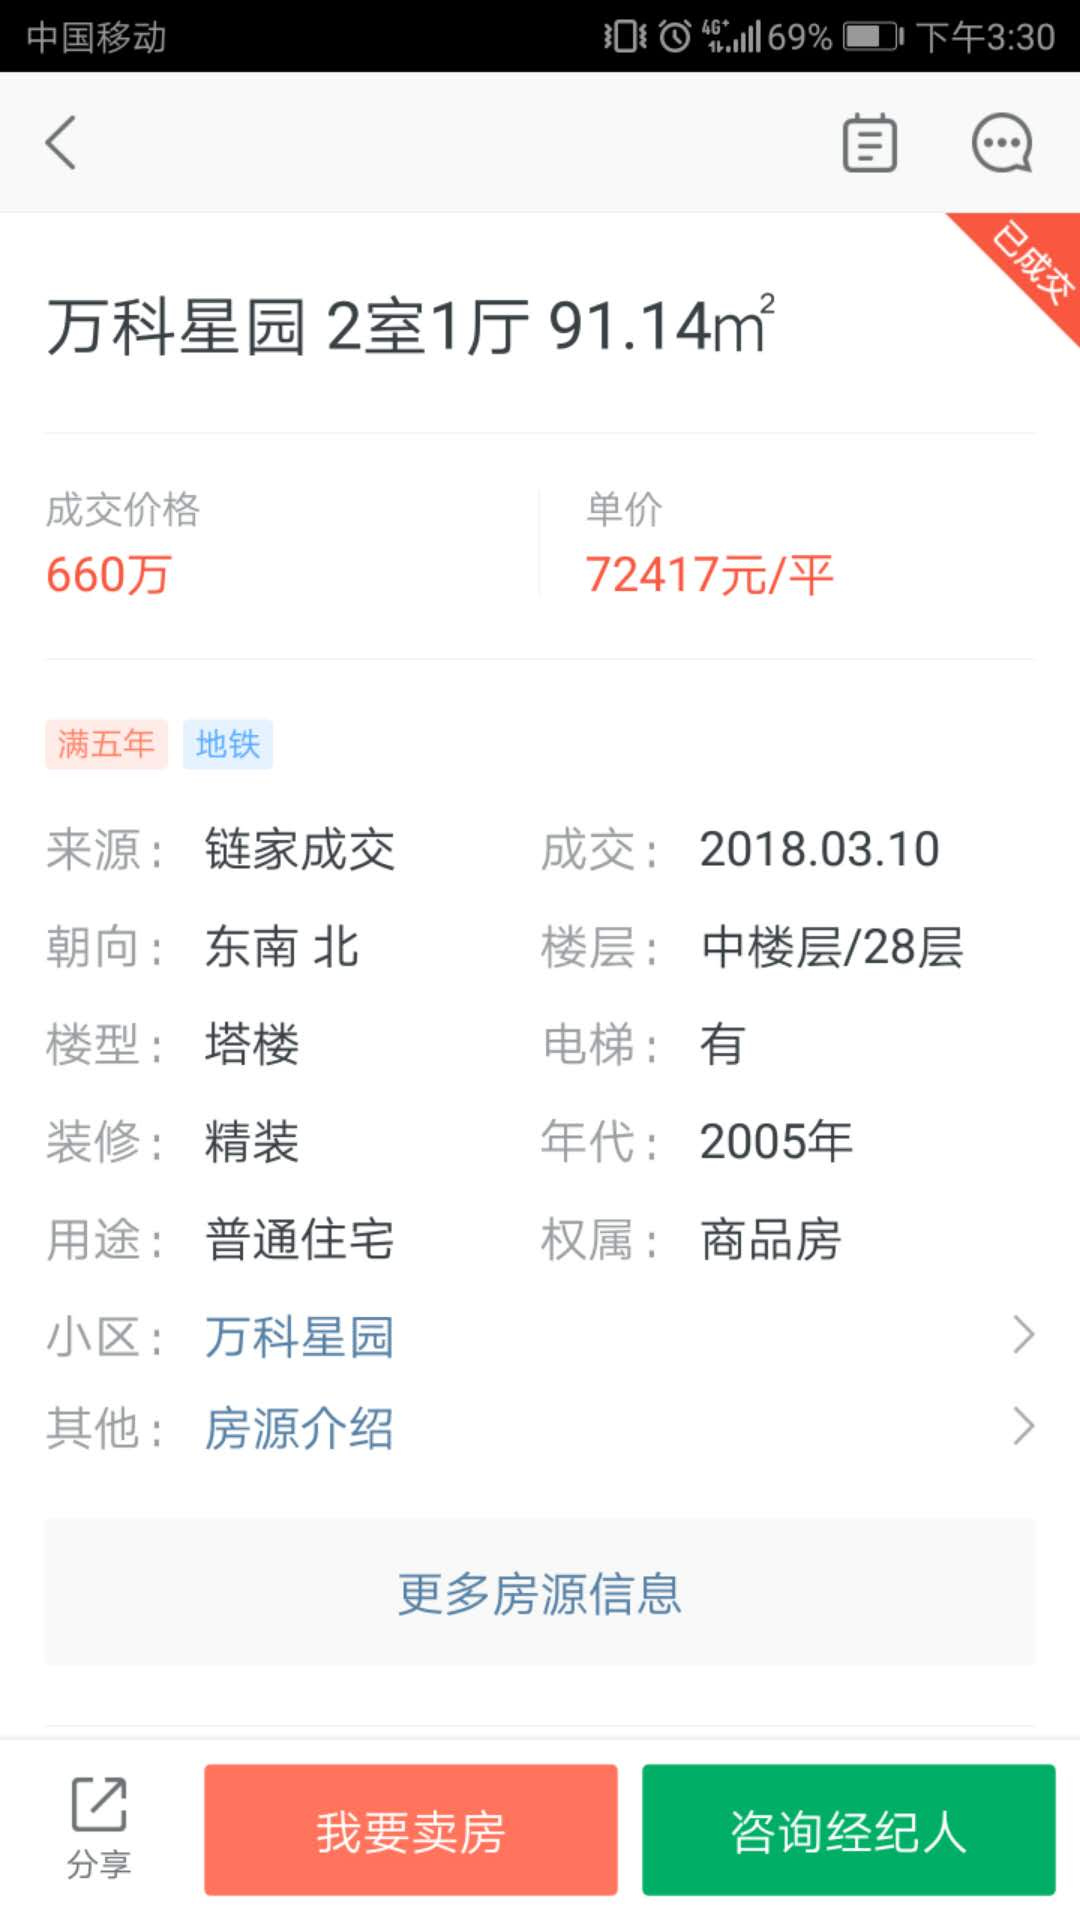 中国移动 4G+ 69% 下午3:30
已成交
万科星园 2室1厅 91.14㎡
成交价格 单价
660万 72417元/平
满五年 地铁
来源： 链家成交 成交： 2018.03.10
朝向： 东南 北 楼层： 中楼层/28层
楼型： 塔楼 电梯： 有
装修： 精装 年代： 2005年
用途： 普通住宅 权属： 商品房
小区： 万科星园
其他： 房源介绍
更多房源信息
分享 我要卖房 咨询经纪人